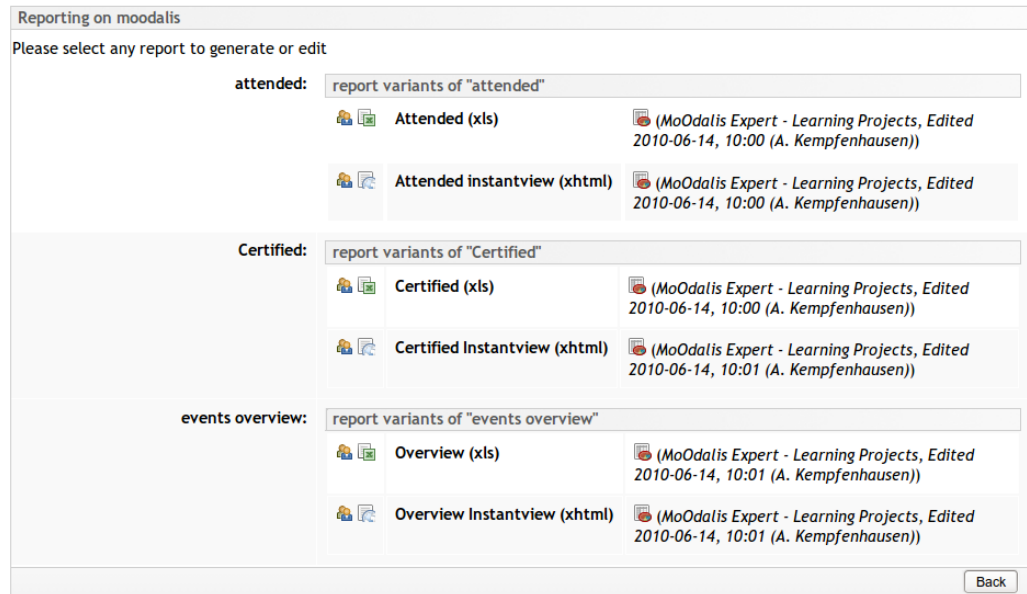 Reporting on moodalis
Please select any report to generate or edit
attended:
report variants of "attended"
Attended (xls)
(MoOdalis Expert - Learning Projects, Edited
2010-06-14, 10:00 (A. Kempfenhausen))
Attended instantview (xhtml)
(MoOdalis Expert - Learning Projects, Edited
2010-06-14, 10:00 (A. Kempfenhausen))
Certified:
report variants of "Certified"
Certified (xls)
(MoOdalis Expert - Learning Projects, Edited
2010-06-14, 10:00 (A. Kempfenhausen))
Certified Instantview (xhtml)
(MoOdalis Expert - Learning Projects, Edited
2010-06-14, 10:01 (A. Kempfenhausen))
events overview:
report variants of "events overview"
Overview (xls)
(MoOdalis Expert - Learning Projects, Edited
2010-06-14, 10:01 (A. Kempfenhausen))
Overview Instantview (xhtml)
(MoOdalis Expert - Learning Projects, Edited
2010-06-14, 10:01 (A. Kempfenhausen))
Back